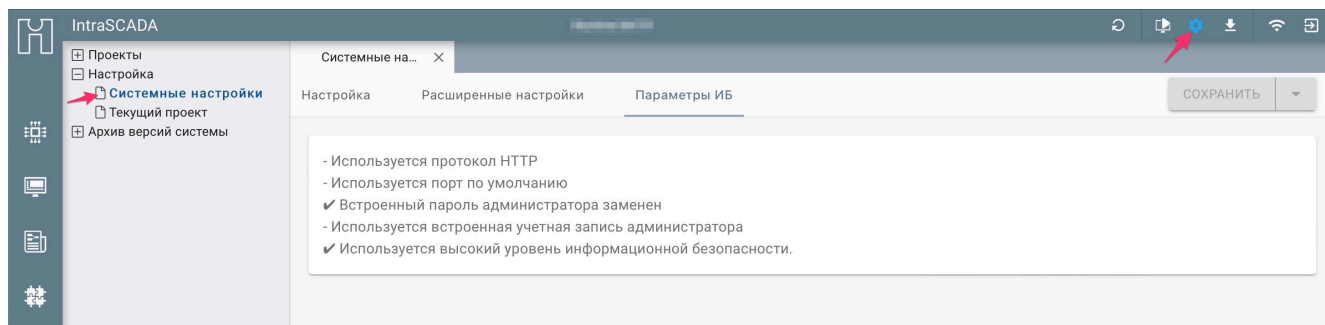 IntraSCADA
Проекты
Настройка
Системные настройки
Текущий проект
Архив версий системы
Системные на...
Настройка Расширенные настройки Параметры ИБ СОХРАНИТЬ
- Используется протокол HTTP
- Используется порт по умолчанию
✔ Встроенный пароль администратора заменен
- Используется встроенная учетная запись администратора
✔ Используется высокий уровень информационной безопасности.